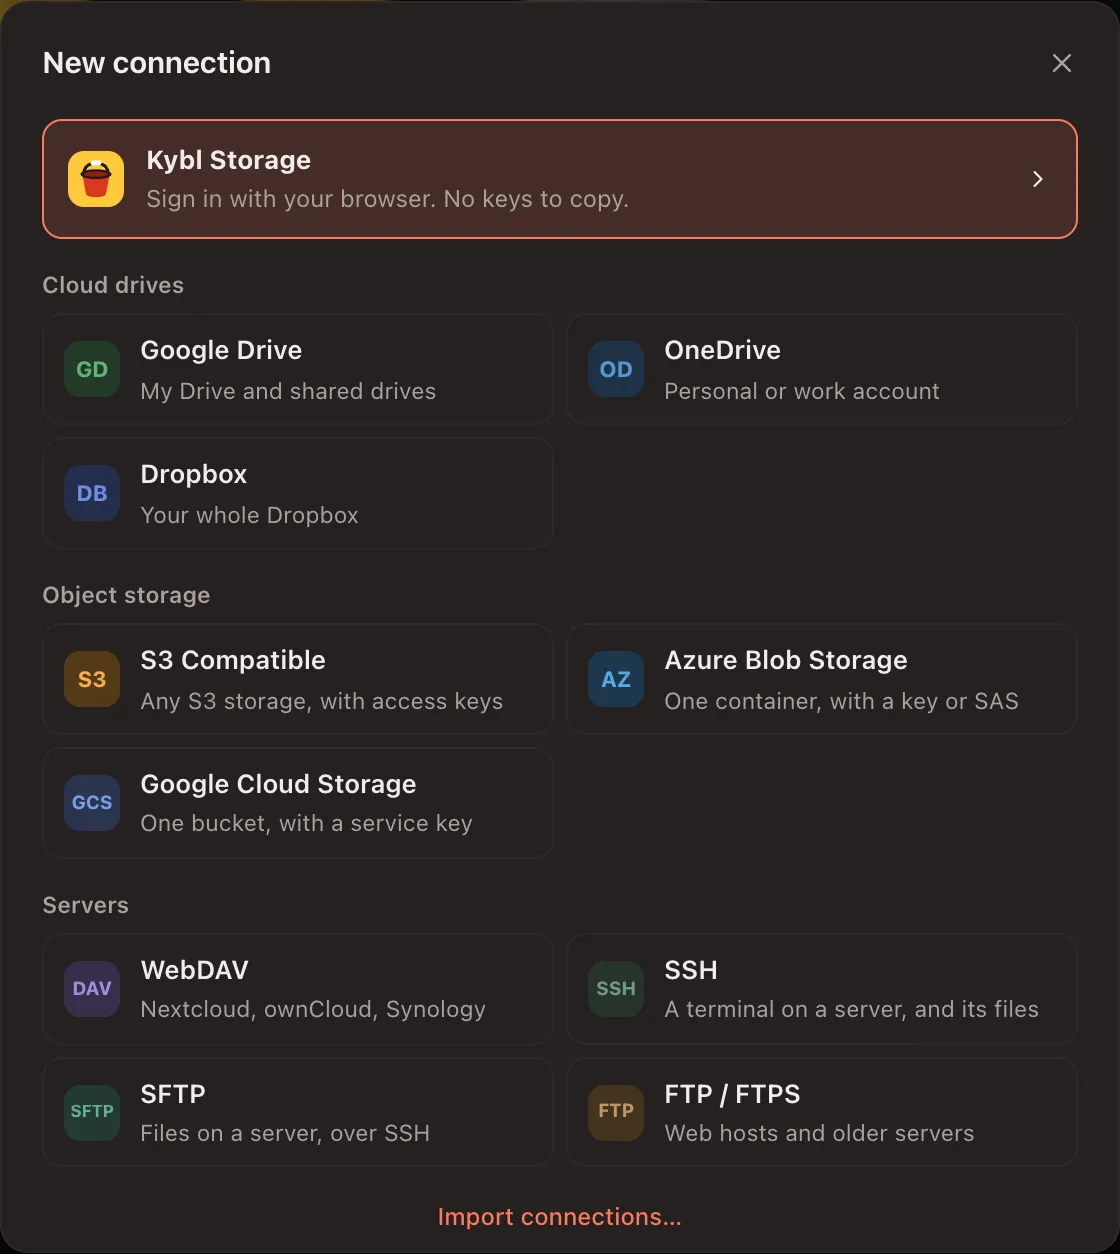 New connection
Kybl Storage
Sign in with your browser. No keys to copy.
Cloud drives
GD
Google Drive
My Drive and shared drives
OD
OneDrive
Personal or work account
DB
Dropbox
Your whole Dropbox
Object storage
S3
S3 Compatible
Any S3 storage, with access keys
AZ
Azure Blob Storage
One container, with a key or SAS
GCS
Google Cloud Storage
One bucket, with a service key
Servers
DAV
WebDAV
Nextcloud, ownCloud, Synology
SSH
SSH
A terminal on a server, and its files
SFTP
SFTP
Files on a server, over SSH
FTP
FTP / FTPS
Web hosts and older servers
Import connections...